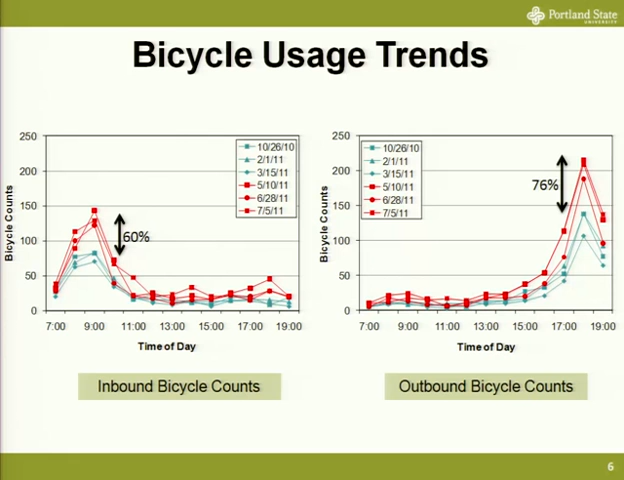 Portland State
UNIVERSITY
Bicycle Usage Trends
250
200
150
100
50
0
Bicycle Counts
10/26/10
2/1/11
3/15/11
5/10/11
6/28/11
7/5/11
60%
7:00 9:00 11:00 13:00 15:00 17:00 19:00
Time of Day
Inbound Bicycle Counts
250
200
150
100
50
0
Bicycle Counts
10/26/10
2/1/11
3/15/11
5/10/11
6/28/11
7/5/11
76%
7:00 9:00 11:00 13:00 15:00 17:00 19:00
Time of Day
Outbound Bicycle Counts
6